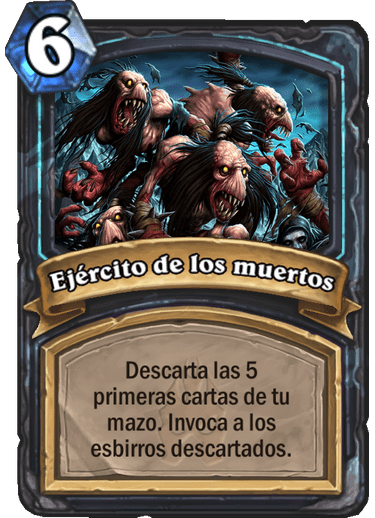 6
Ejército de los muertos
Descarta las 5
primeras cartas de tu
mazo. Invoca a los
esbirros descartados.